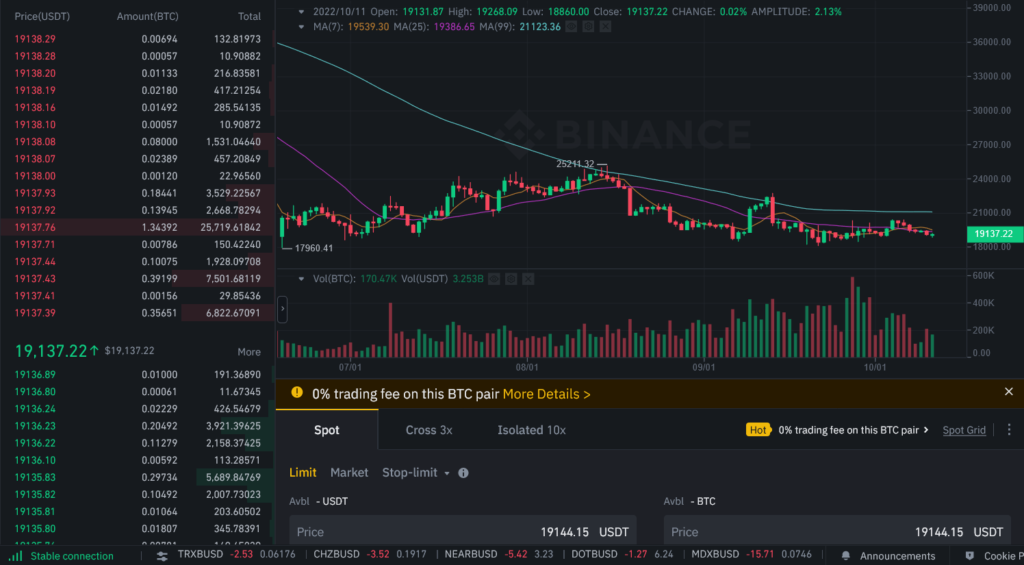 Price(USDT) Amount(BTC) Total
19138.29 0.00694 132.81973
19138.28 0.00057 10.90882
19138.20 0.01133 216.83581
19138.19 0.02180 417.21254
19138.16 0.01492 285.54135
19138.10 0.00057 10.90872
19138.08 0.08000 1,531.04640
19138.07 0.02389 457.20849
19138.00 0.00120 22.96560
19137.93 0.18441 3,529.22567
19137.92 0.13945 2,668.78294
19137.76 1.34392 25,719.61842
19137.71 0.00786 150.42240
19137.44 0.10075 1,928.09708
19137.43 0.39199 7,501.68119
19137.41 0.00156 29.85436
19137.39 0.35651 6,822.67091
19,137.22↑ $19,137.22 More
19136.89 0.01000 191.36890
19136.80 0.00061 11.67345
19136.24 0.02229 426.54679
19136.23 0.20492 3,921.39625
19136.22 0.11279 2,158.37425
19136.10 0.00592 113.28571
19135.83 0.29734 5,689.84769
19135.82 0.10492 2,007.73023
19135.81 0.01064 203.60502
19135.80 0.01807 345.78391
2022/10/11 Open: 19131.87 High: 19268.09 Low: 18860.00 Close: 19137.22 CHANGE: 0.02% AMPLITUDE: 2.13%
MA(7): 19539.30 MA(25): 19386.65 MA(99): 21123.36
39000.00
36000.00
33000.00
30000.00
BINANCE
27000.00
25211.32
24000.00
21000.00
19137.22
17960.41
18000.00
Vol(BTC): 170.47K Vol(USDT) 3.253B
600K
400K
200K
0.00
07/01 08/01 09/01 10/01
0% trading fee on this BTC pair More Details >
Spot Cross 3x Isolated 10x
Hot 0% trading fee on this BTC pair > Spot Grid
Limit Market Stop-limit
Avbl - USDT
Avbl - BTC
Price 19144.15 USDT
Price 19144.15 USDT
Stable connection
TRXBUSD -2.53 0.06176 CHZBUSD -3.52 0.1917 NEARBUSD -5.42 3.23 DOTBUSD -1.27 6.24 MDXBUSD -15.71 0.0746
Announcements Cookie P